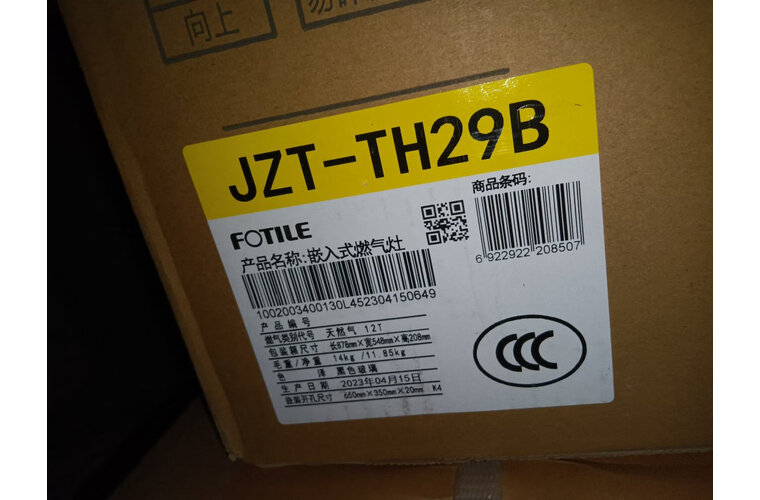 向上
勿
JZT-TH29B
商品条码:
FOTILE
产品名称:嵌入式燃气灶
6 922922 208507
1002003400130L452304150649
产品编号
燃气类别代号 天然气 12T
包装箱尺寸 长878mm×宽548mm×高208mm
毛重/净重 14kg/11.85kg
色 泽 黑色玻璃
生产日期 2023年04月15日
嵌装开孔尺寸 650mm×350mm×20mm K4
CCC